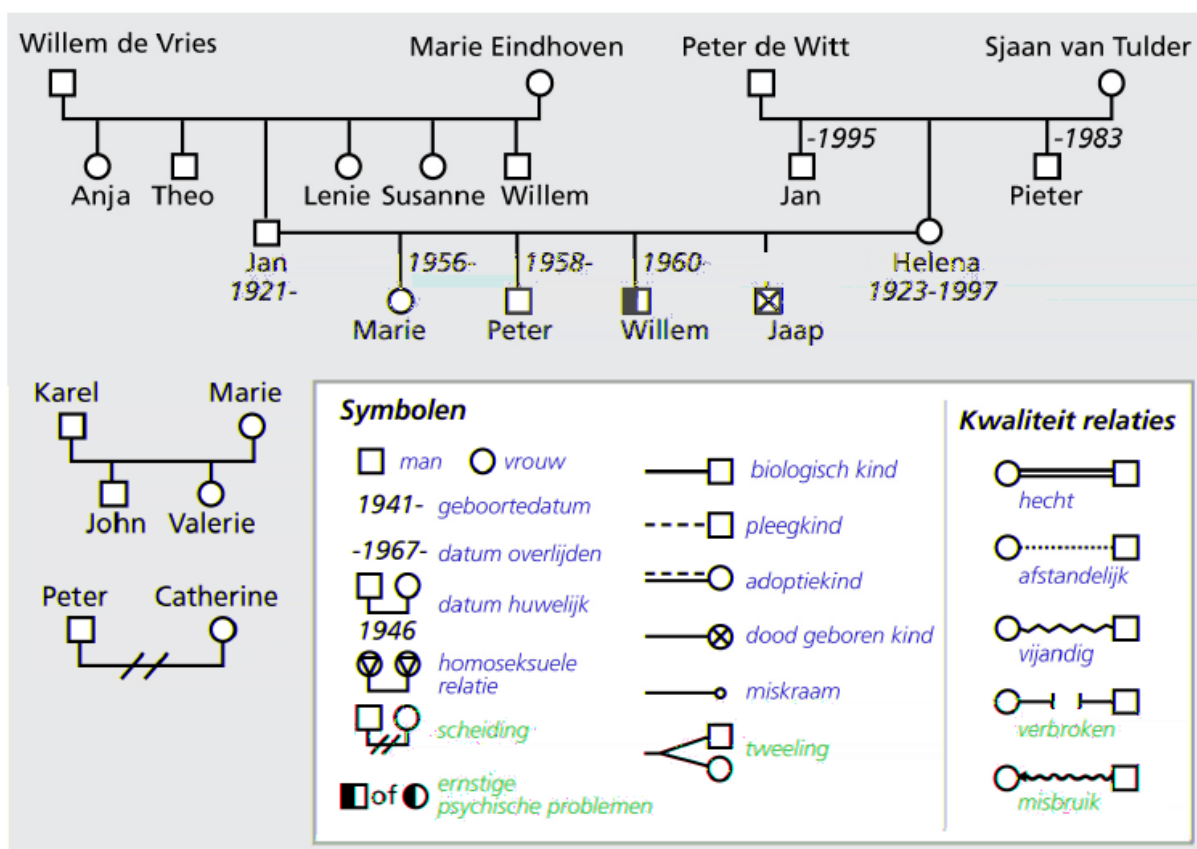 Willem de Vries Marie Eindhoven Peter de Witt Sjaan van Tulder
-1995 -1983
Anja Theo Lenie Susanne Willem Jan Pieter
Jan 1956- 1958- 1960- Helena
1921- 1923-1997
Marie Peter Willem Jaap
Karel Marie
John Valerie
Peter Catherine
Symbolen
man vrouw
1941- geboortedatum
-1967- datum overlijden
datum huwelijk
1946
homoseksuele
relatie
scheiding
of ernstige
psychische problemen
biologisch kind
pleegkind
adoptiekind
dood geboren kind
miskraam
tweeling
Kwaliteit relaties
hecht
afstandelijk
vijandig
verbroken
misbruik